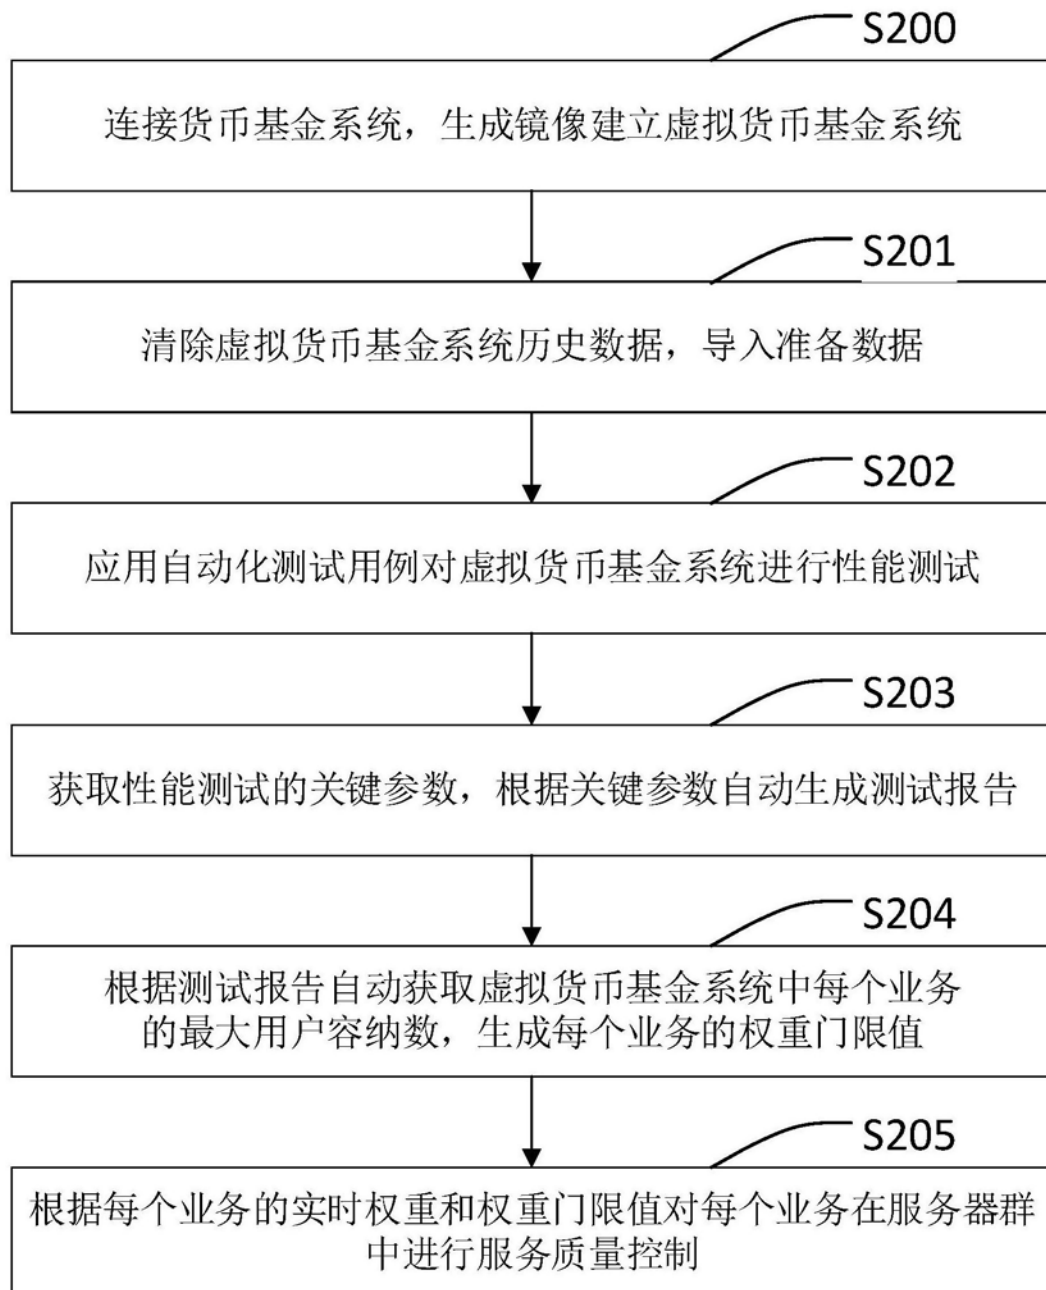 S200
连接货币基金系统，生成镜像建立虚拟货币基金系统
S201
清除虚拟货币基金系统历史数据，导入准备数据
S202
应用自动化测试用例对虚拟货币基金系统进行性能测试
S203
获取性能测试的关键参数，根据关键参数自动生成测试报告
S204
根据测试报告自动获取虚拟货币基金系统中每个业务
的最大用户容纳数，生成每个业务的权重门限值
S205
根据每个业务的实时权重和权重门限值对每个业务在服务器群
中进行服务质量控制